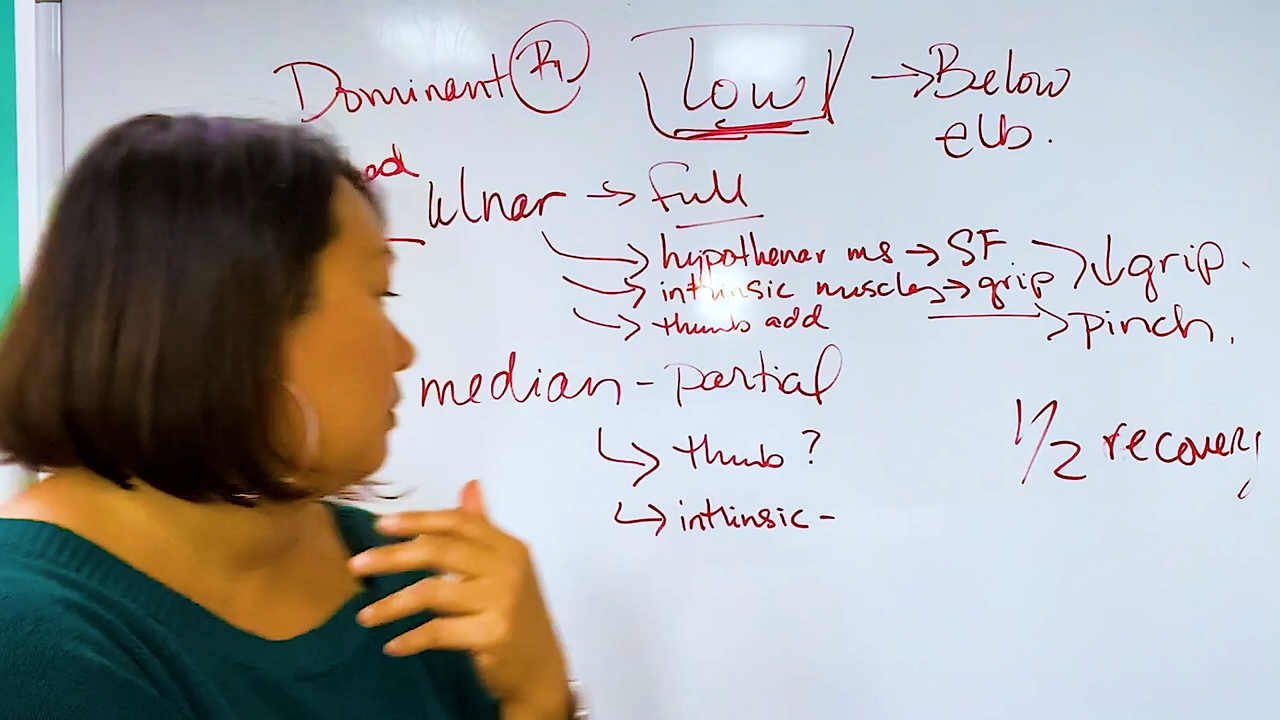 Dominant Rt Low → Below
elb.
Ulnar → full
→ hypothenar ms → SF > ↓grip.
→ intrinsic muscles → grip
→ thumb add > pinch.
median - partial
↳ thumb ?
1/2 recovery
↳ intrinsic -